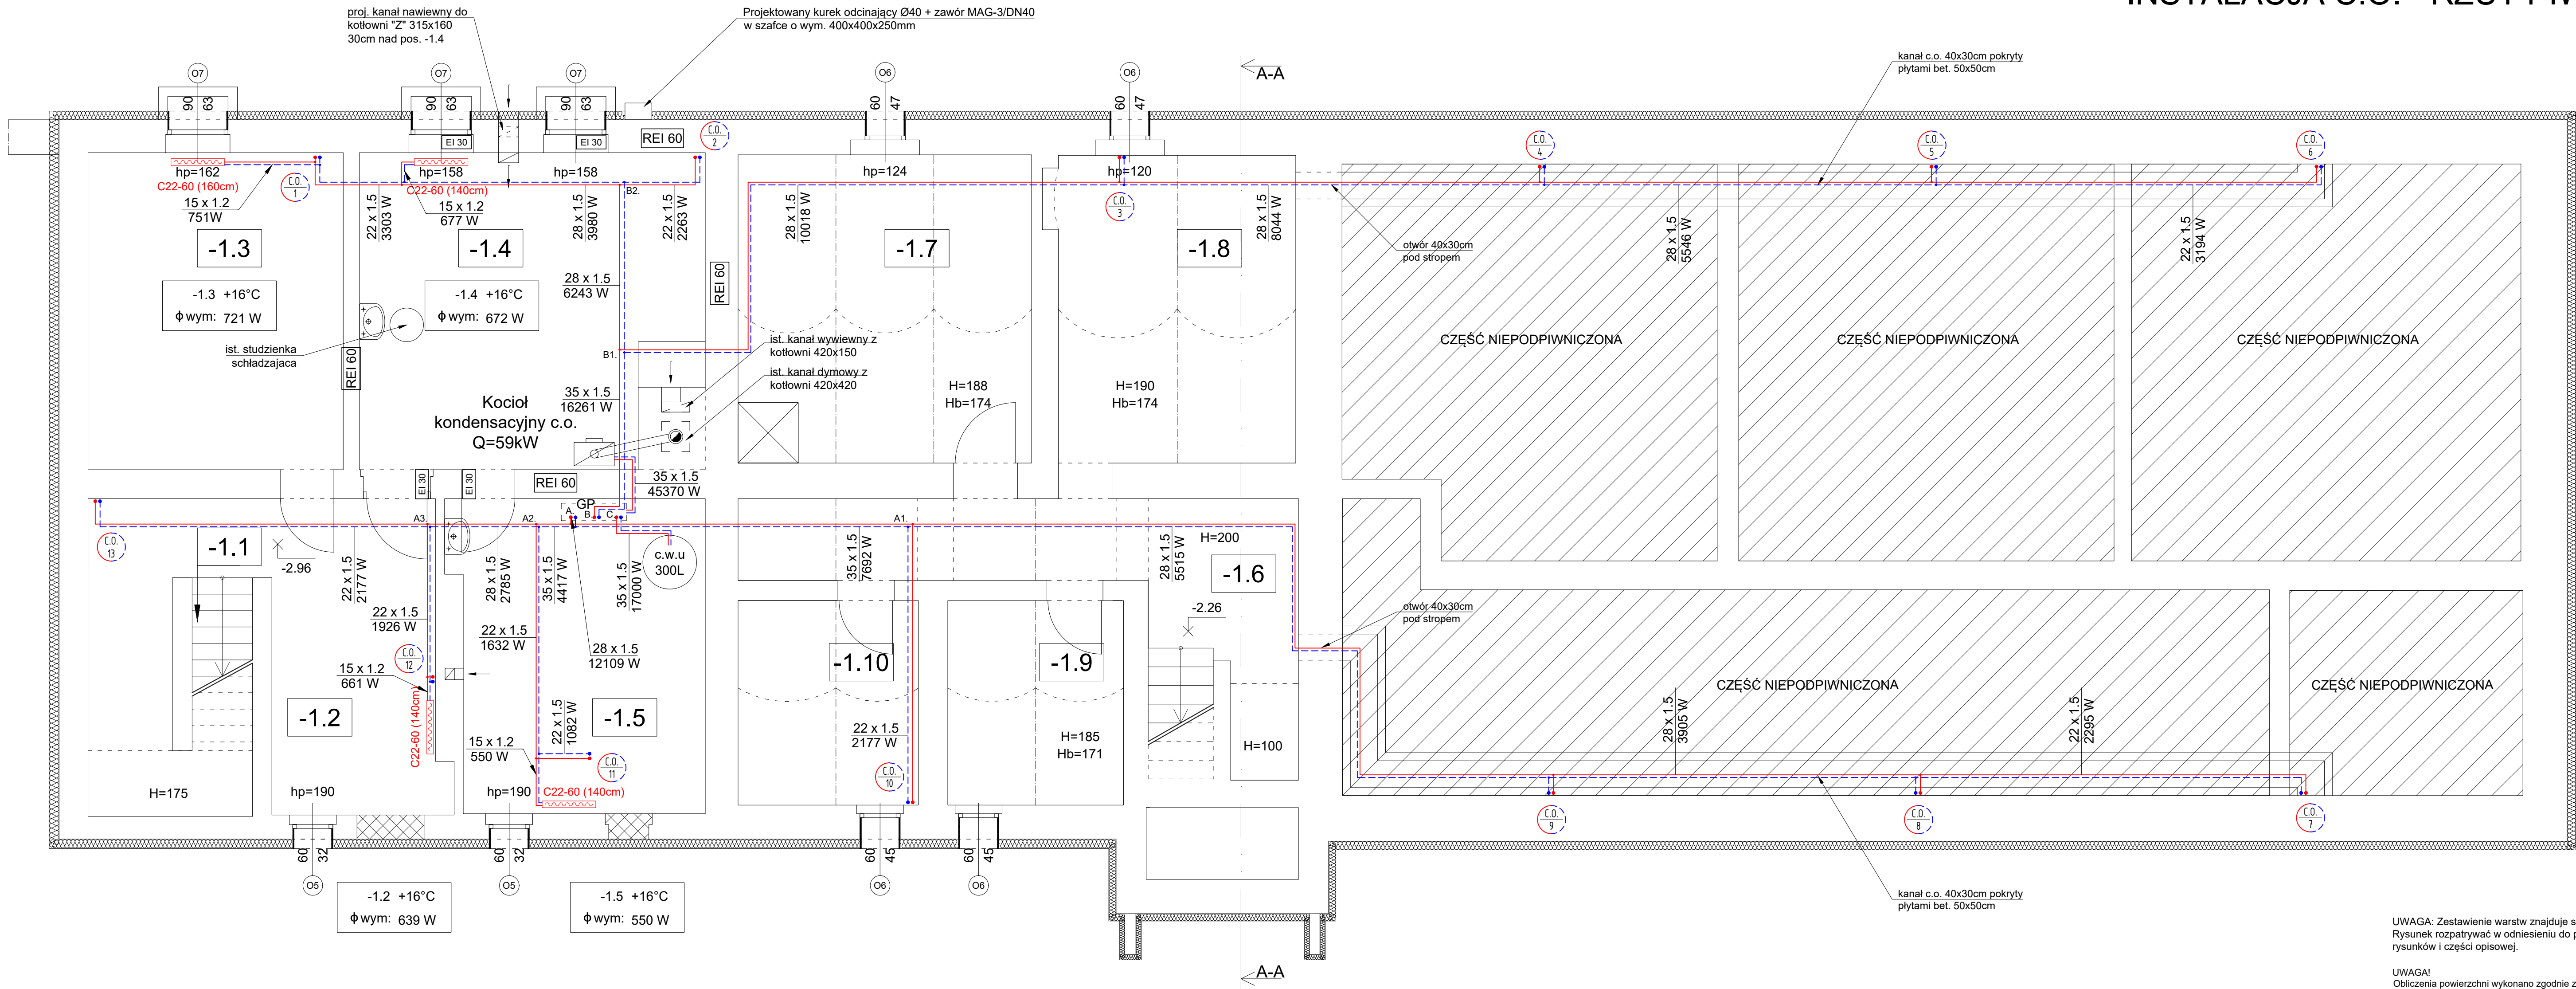 INSTALACJA C.O. - RZUT PIW
proj. kanał nawiewny do
kotłowni "Z" 315x160
30cm nad pos. -1.4
Projektowany kurek odcinający Ø40 + zawór MAG-3/DN40
w szafce o wym. 400x400x250mm
kanał c.o. 40x30cm pokryty
płytami bet. 50x50cm
A-A
O7
O7
O7
O6
O6
90
63
90
63
90
63
60
47
60
47
EI 30
EI 30
REI 60
C.O.
2
C.O.
4
C.O.
5
C.O.
6
hp=162
C22-60 (160cm)
15 x 1.2
751W
C.O.
1
hp=158
C22-60 (140cm)
15 x 1.2
677 W
hp=158
B2.
hp=124
hp=120
C.O.
3
22 x 1.5
3303 W
28 x 1.5
3980 W
22 x 1.5
2263 W
28 x 1.5
10018 W
28 x 1.5
8044 W
28 x 1.5
5546 W
22 x 1.5
3194 W
-1.3
-1.4
-1.7
-1.8
otwór 40x30cm
pod stropem
-1.3 +16°C
ϕ wym: 721 W
-1.4 +16°C
ϕ wym: 672 W
28 x 1.5
6243 W
REI 60
ist. studzienka
schładzajaca
REI 60
B1.
ist. kanał wywiewny z
kotłowni 420x150
ist. kanał dymowy z
kotłowni 420x420
CZĘŚĆ NIEPODPIWNICZONA
CZĘŚĆ NIEPODPIWNICZONA
CZĘŚĆ NIEPODPIWNICZONA
35 x 1.5
16261 W
H=188
Hb=174
H=190
Hb=174
Kocioł
kondensacyjny c.o.
Q=59kW
EI 30
EI 30
REI 60
35 x 1.5
45370 W
GP
A.
B.
C.
A3.
A2.
A1.
C.O.
13
-1.1
-2.96
22 x 1.5
2177 W
28 x 1.5
2785 W
35 x 1.5
4417 W
35 x 1.5
17000 W
c.w.u
300L
35 x 1.5
7692 W
28 x 1.5
5515 W
H=200
-1.6
-2.26
otwór 40x30cm
pod stropem
22 x 1.5
1926 W
22 x 1.5
1632 W
28 x 1.5
12109 W
C.O.
12
15 x 1.2
661 W
C22-60 (140cm)
-1.10
-1.9
-1.2
-1.5
22 x 1.5
1082 W
15 x 1.2
550 W
C.O.
11
22 x 1.5
2177 W
C.O.
10
H=185
Hb=171
H=100
CZĘŚĆ NIEPODPIWNICZONA
CZĘŚĆ NIEPODPIWNICZONA
28 x 1.5
3905 W
22 x 1.5
2295 W
H=175
hp=190
hp=190
C22-60 (140cm)
C.O.
9
C.O.
8
C.O.
7
60
32
60
32
60
45
60
45
O5
O5
O6
O6
-1.2 +16°C
ϕ wym: 639 W
-1.5 +16°C
ϕ wym: 550 W
kanał c.o. 40x30cm pokryty
płytami bet. 50x50cm
A-A
UWAGA: Zestawienie warstw znajduje s
Rysunek rozpatrywać w odniesieniu do p
rysunków i części opisowej.
UWAGA!
Obliczenia powierzchni wykonano zgodnie z